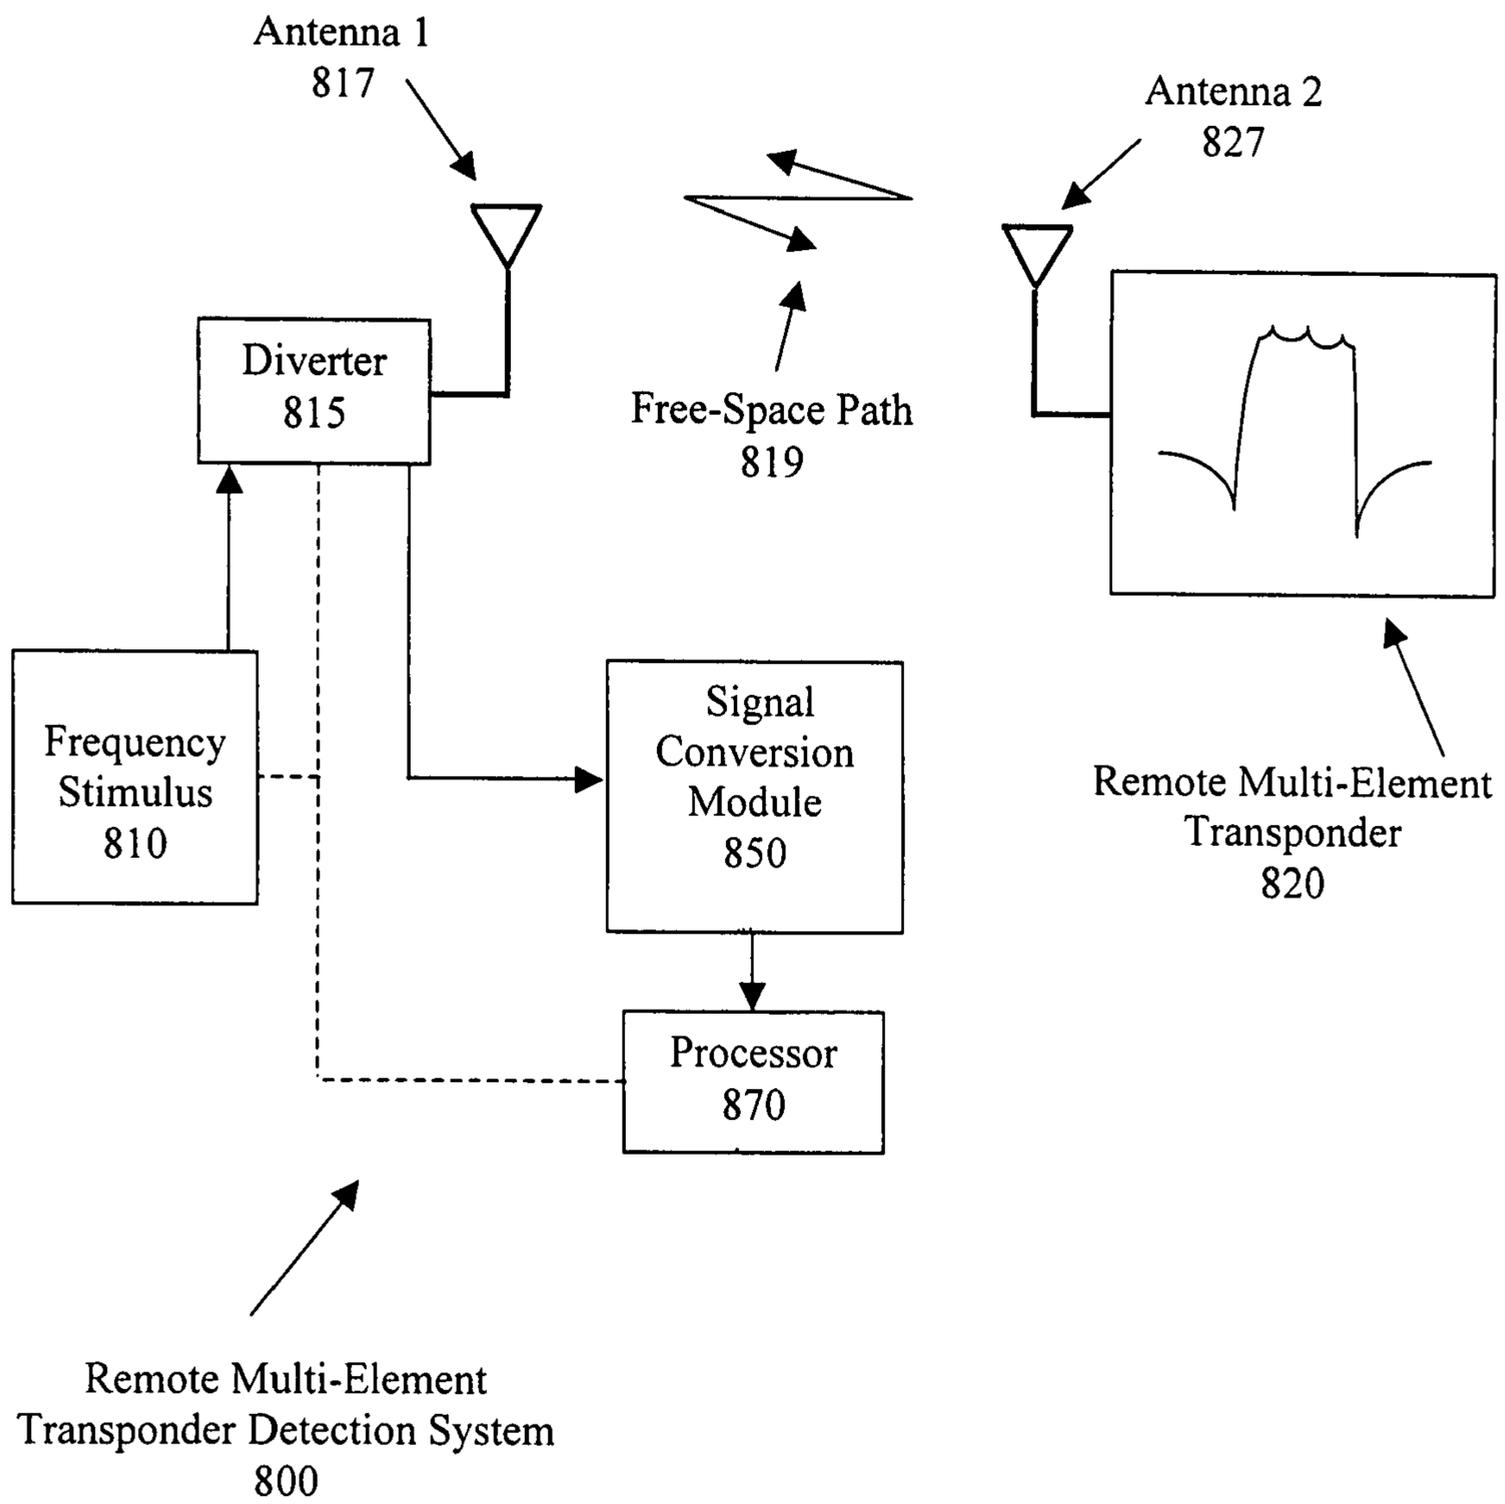 Antenna 1
817
Antenna 2
827
Diverter
815
Free-Space Path
819
Frequency
Stimulus
810
Signal
Conversion
Module
850
Remote Multi-Element
Transponder
820
Processor
870
Remote Multi-Element
Transponder Detection System
800